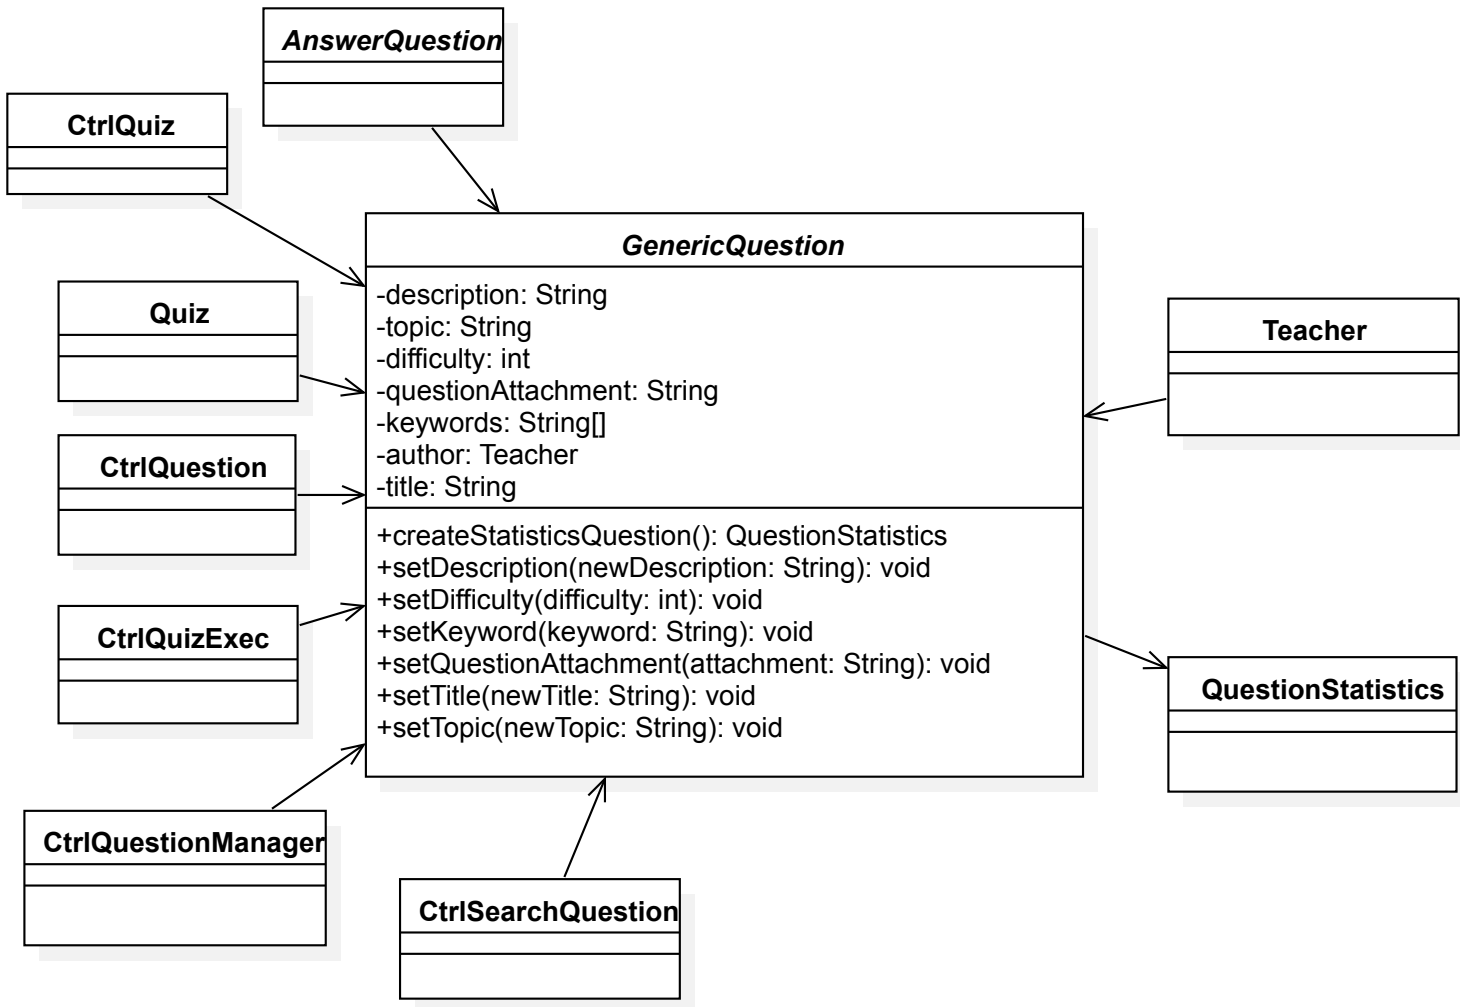 AnswerQuestion
CtrlQuiz
GenericQuestion
-description: String
-topic: String
-difficulty: int
-questionAttachment: String
-keywords: String[]
-author: Teacher
-title: String
+createStatisticsQuestion(): QuestionStatistics
+setDescription(newDescription: String): void
+setDifficulty(difficulty: int): void
+setKeyword(keyword: String): void
+setQuestionAttachment(attachment: String): void
+setTitle(newTitle: String): void
+setTopic(newTopic: String): void
Quiz
Teacher
CtrlQuestion
CtrlQuizExec
QuestionStatistics
CtrlQuestionManager
CtrlSearchQuestion